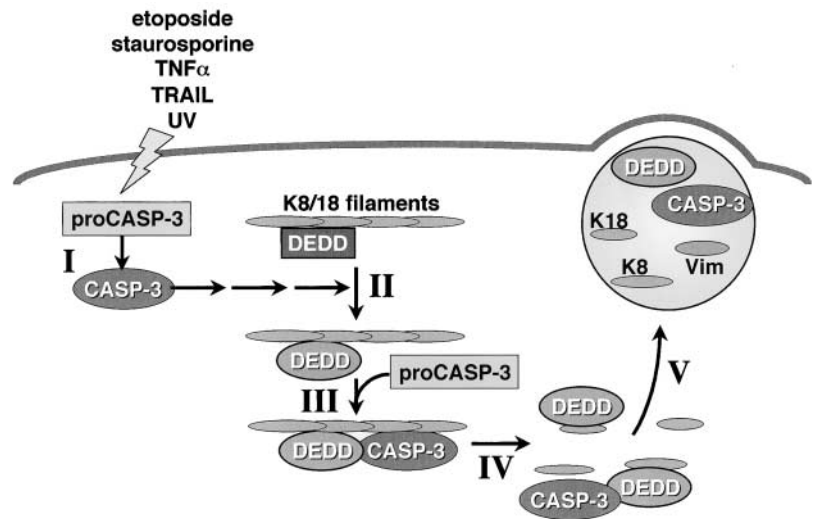 etoposide
staurosporine
TNFα
TRAIL
UV
proCASP-3
I
CASP-3
K8/18 filaments
DEDD
II
DEDD
proCASP-3
III
DEDD
CASP-3
IV
DEDD
CASP-3
DEDD
V
DEDD
CASP-3
K18
K8
Vim